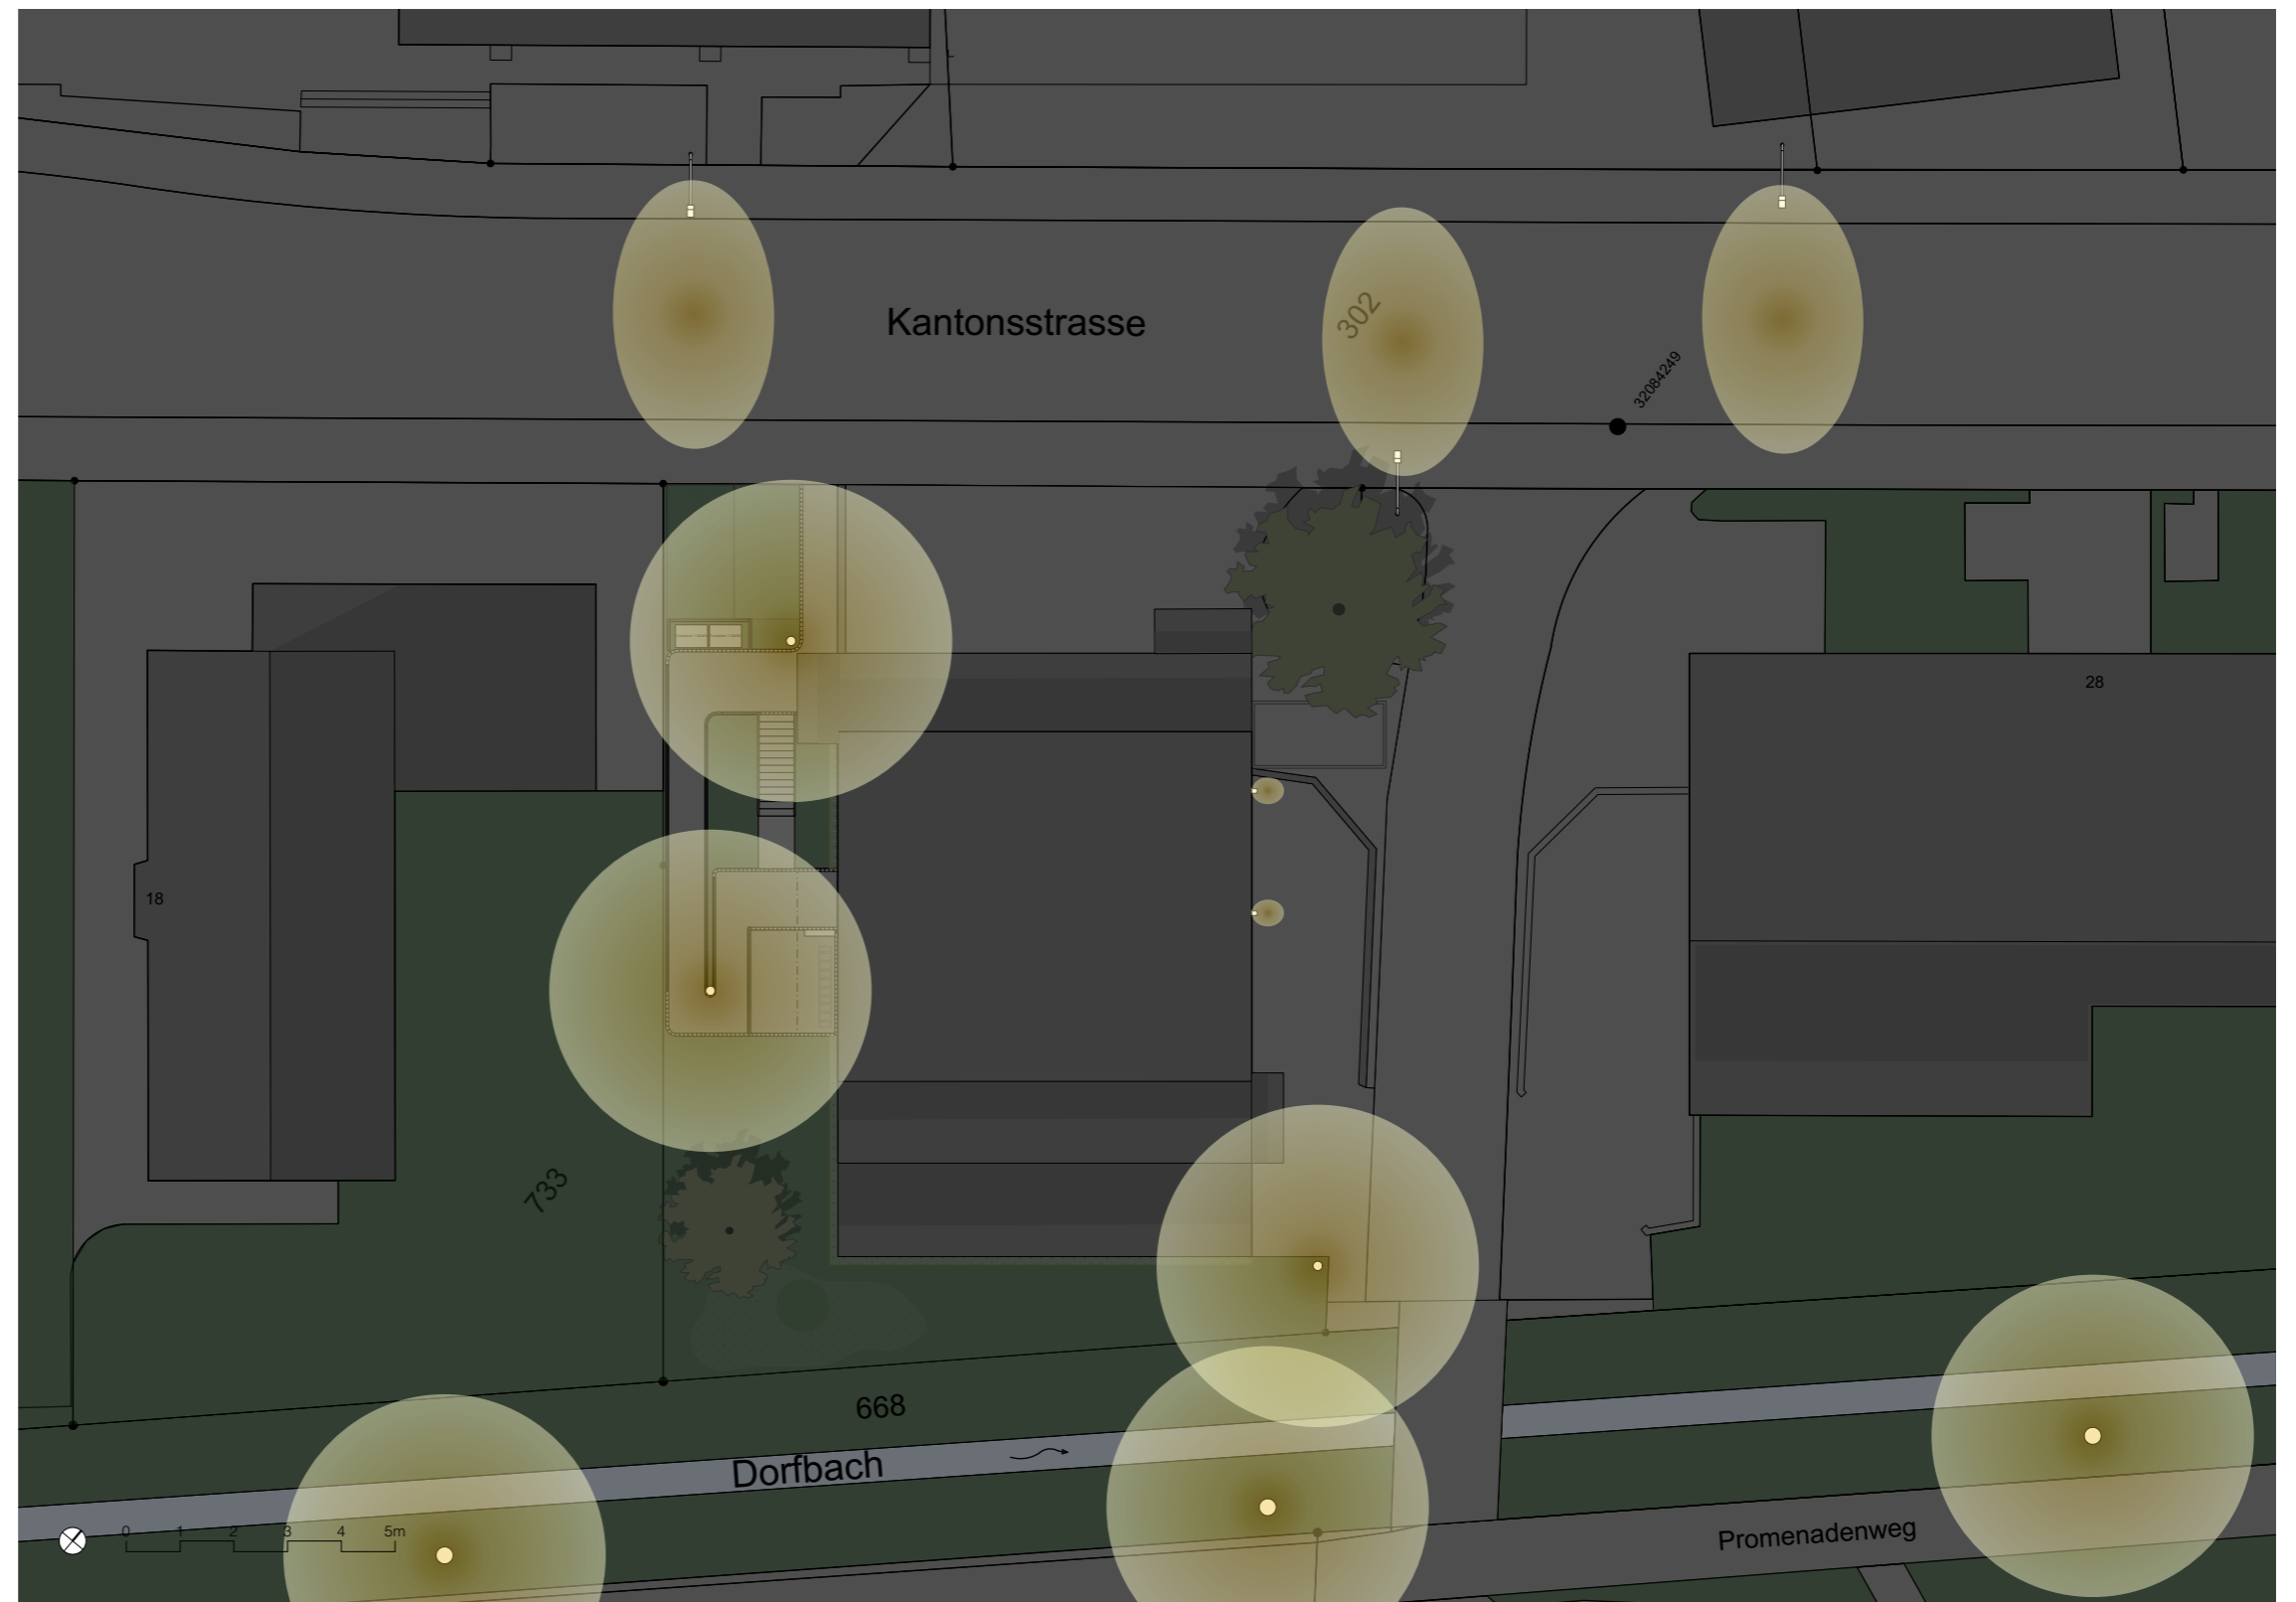 Kantonsstrasse
302
32084249
28
18
733
668
Dorfbach
0 1 2 3 4 5m
Promenadenweg